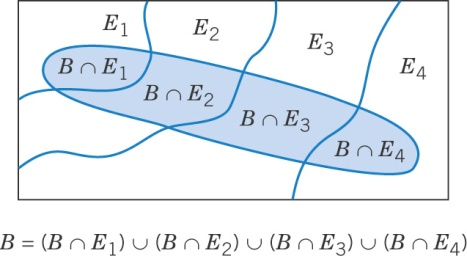 E₁ E₂ E₃ E₄
B ∩ E₁
B ∩ E₂
B ∩ E₃
B ∩ E₄
B = (B ∩ E₁) ∪ (B ∩ E₂) ∪ (B ∩ E₃) ∪ (B ∩ E₄)